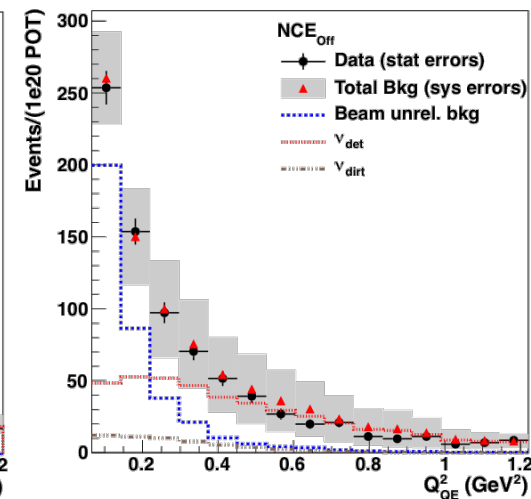 300
250
200
150
100
50
0
Events/(1e20 POT)
NCE_Off
Data (stat errors)
Total Bkg (sys errors)
Beam unrel. bkg
ν_det
ν_dirt
0.2 0.4 0.6 0.8 1 1.2
Q²_QE (GeV²)
2
)